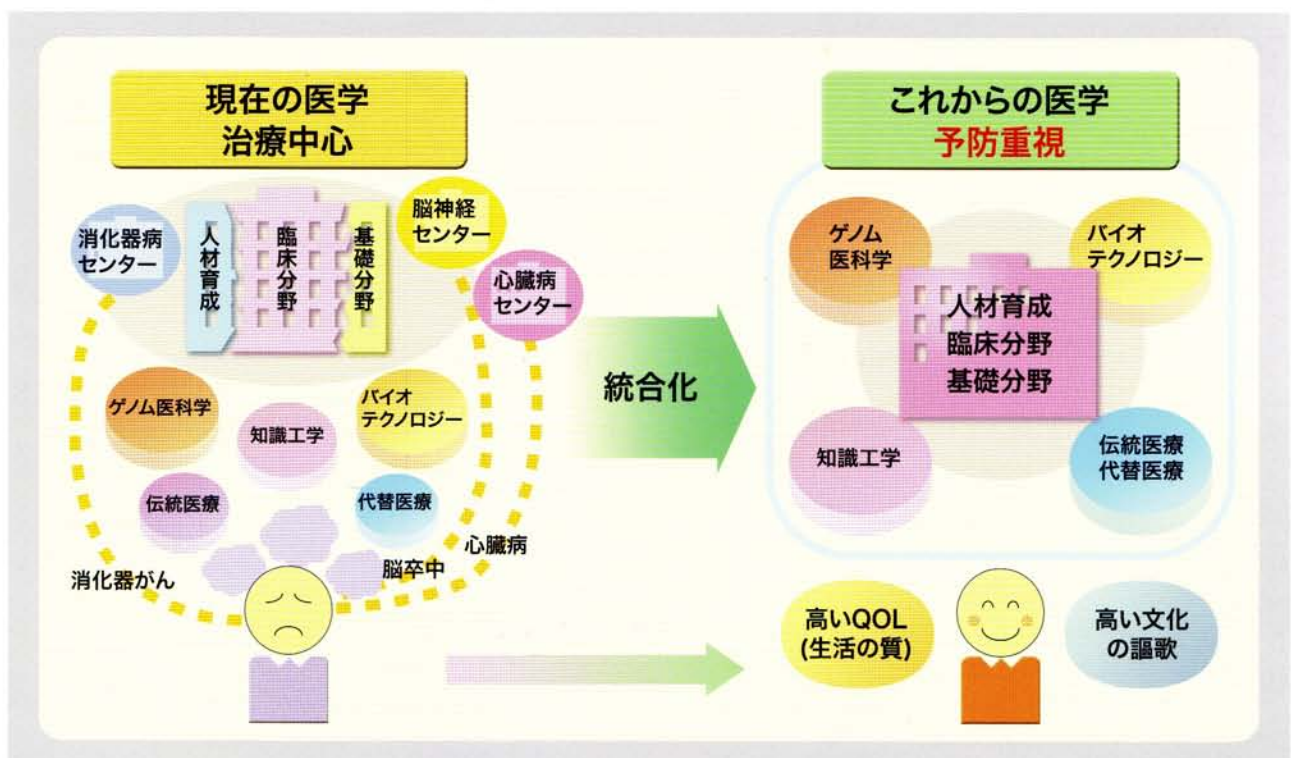 現在の医学
治療中心
消化器病
センター
人材育成
臨床分野
基礎分野
脳神経
センター
心臓病
センター
ゲノム医科学
知識工学
バイオ
テクノロジー
伝統医療
代替医療
消化器がん
脳卒中
心臓病
統合化
これからの医学
予防重視
ゲノム
医科学
バイオ
テクノロジー
人材育成
臨床分野
基礎分野
知識工学
伝統医療
代替医療
高いQOL
(生活の質)
高い文化
の謳歌